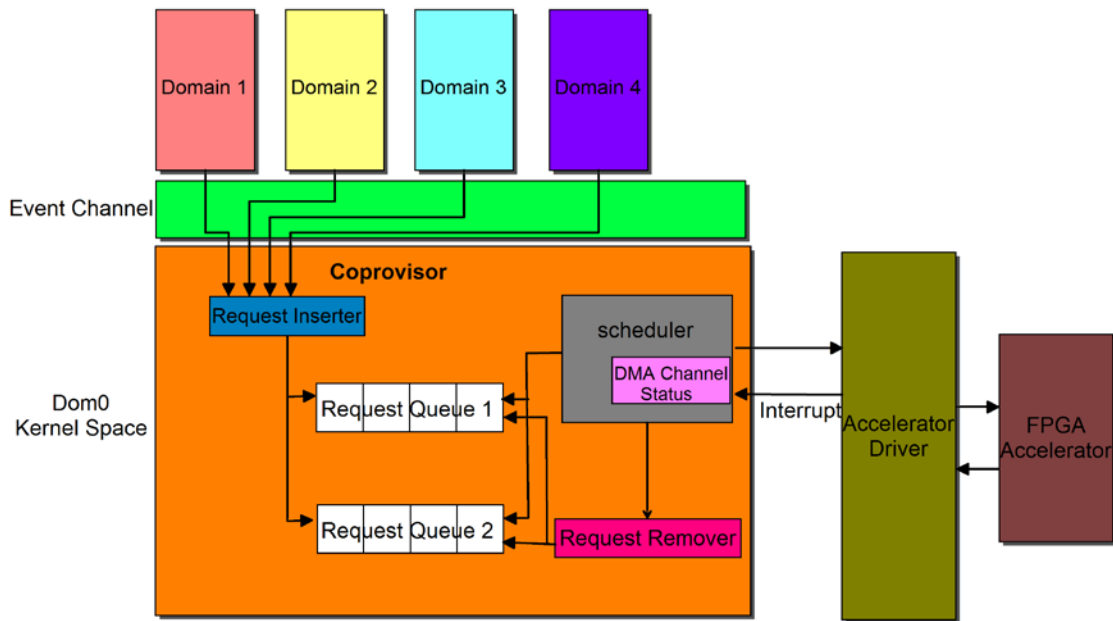 Domain 1
Domain 2
Domain 3
Domain 4
Event Channel
Coprovisor
Request Inserter
scheduler
DMA Channel
Status
Request Queue 1
Interrupt
Dom0
Kernel Space
Accelerator
Driver
FPGA
Accelerator
Request Queue 2
Request Remover